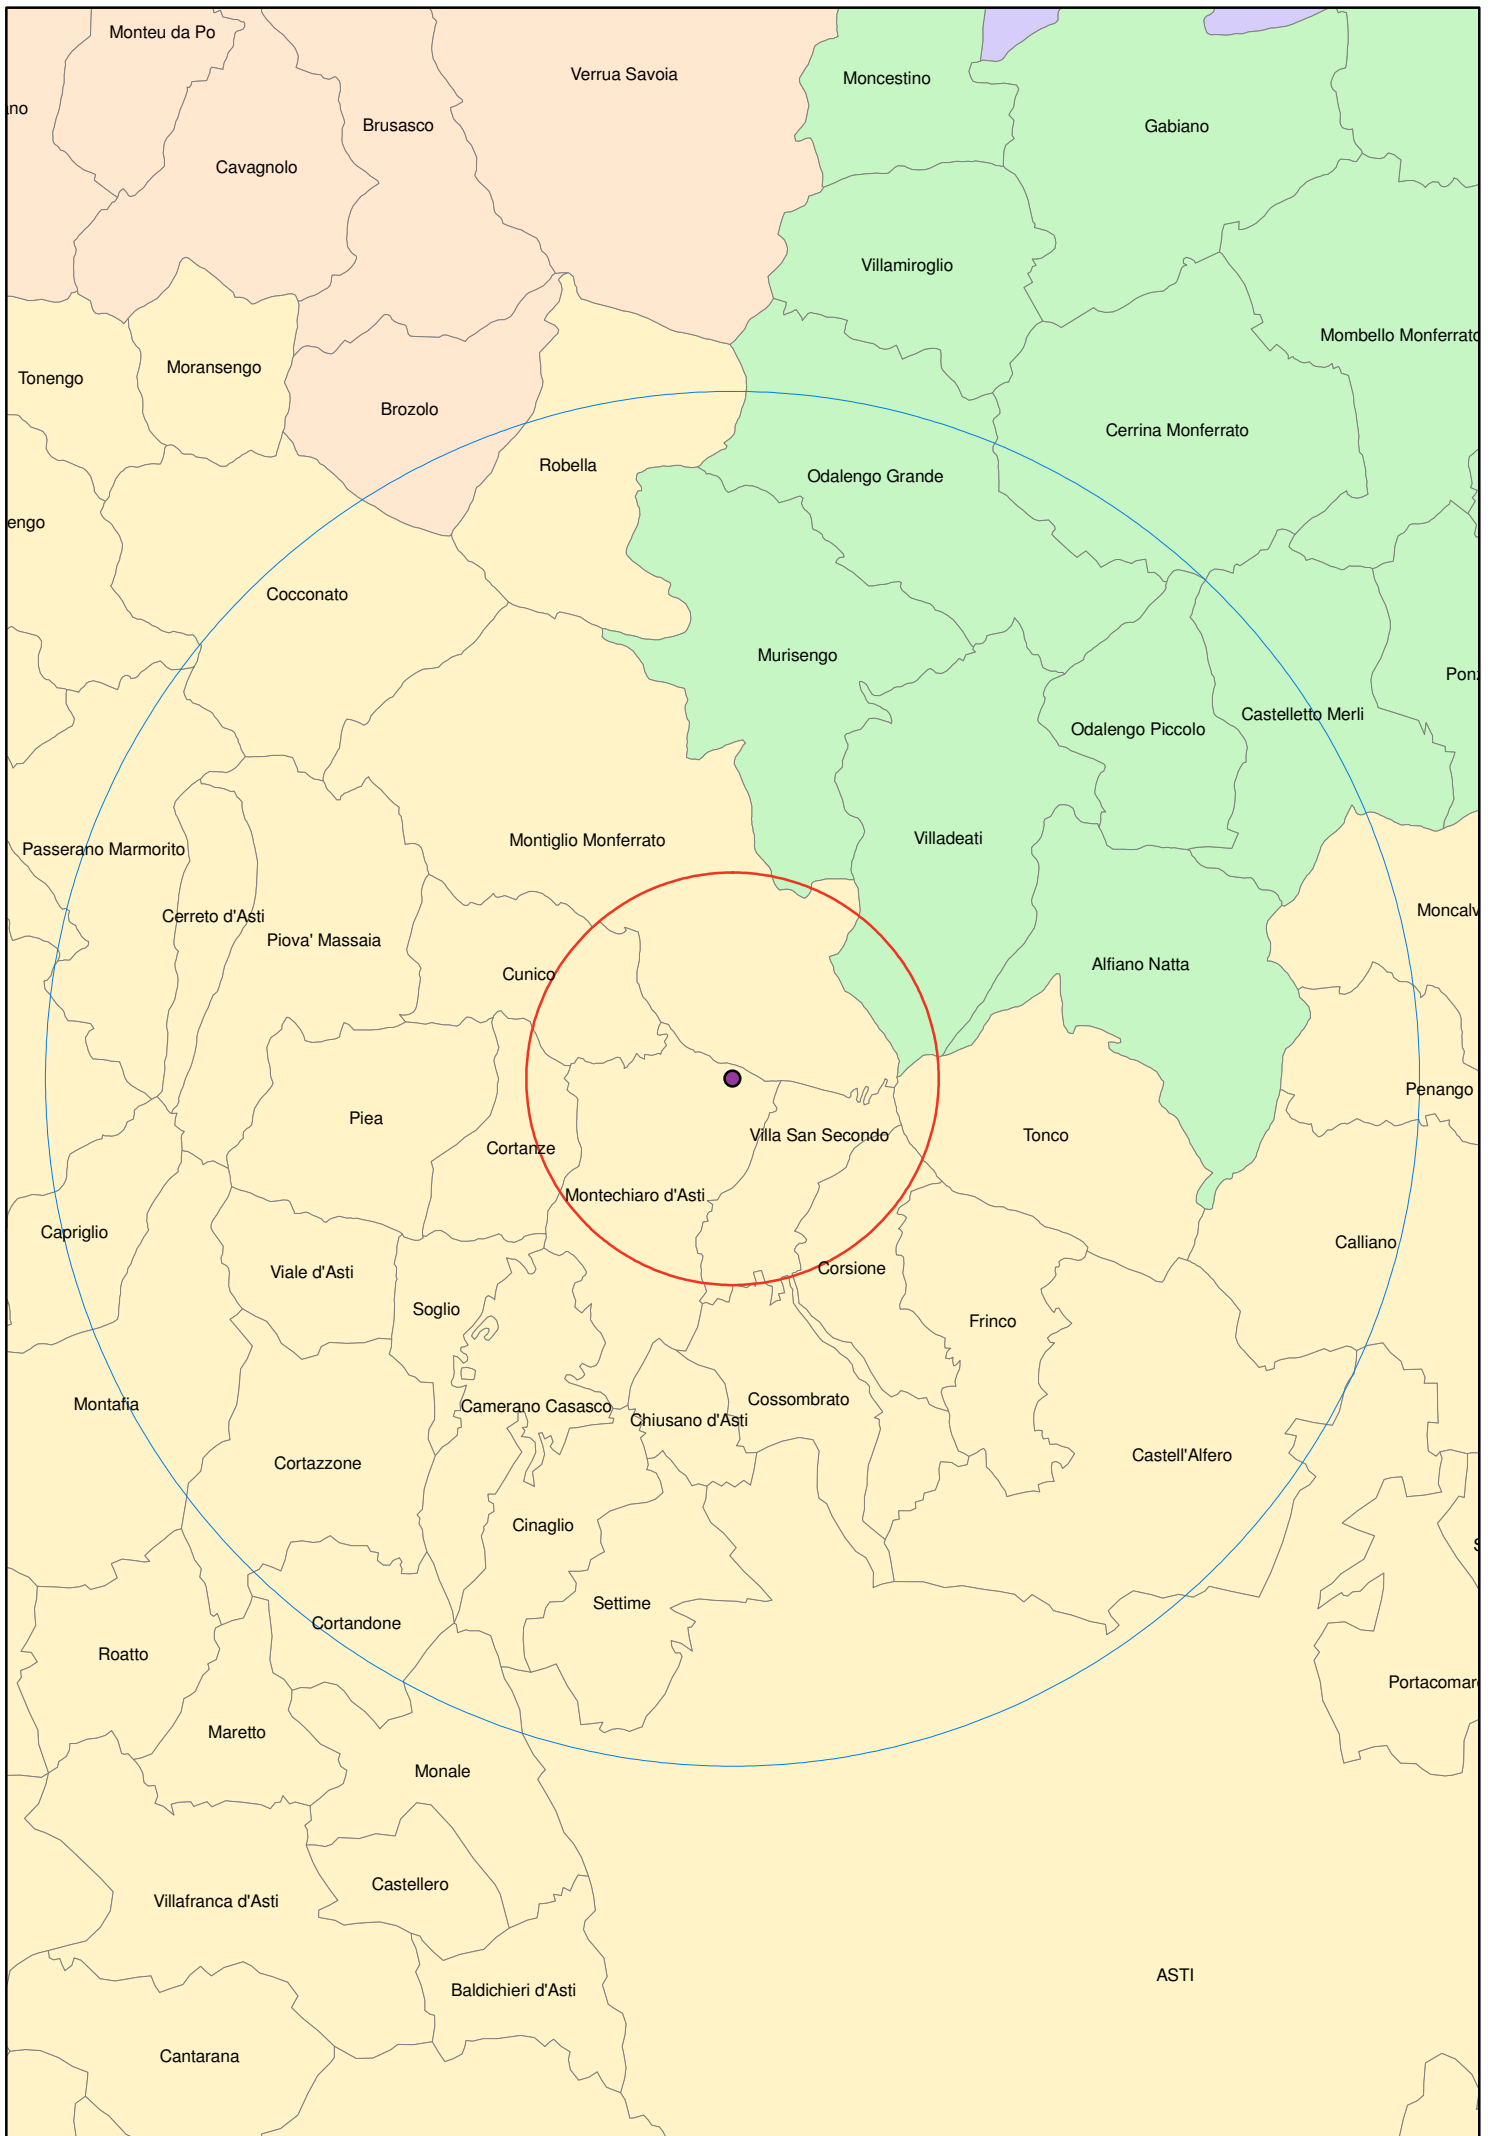 Monteu da Po
Verrua Savoia
Moncestino
Brusasco
Gabiano
Cavagnolo
Villamiroglio
Mombello Monferrato
Moransengo
Tonengo
Brozolo
Cerrina Monferrato
Robella
Odalengo Grande
Cocconato
Murisengo
Castelletto Merli
Odalengo Piccolo
Villadeati
Montiglio Monferrato
Passerano Marmorito
Cerreto d'Asti
Piova' Massaia
Alfiano Natta
Cunico
Penango
Piea
Villa San Secondo
Tonco
Cortanze
Montechiaro d'Asti
Capriglio
Calliano
Viale d'Asti
Corsione
Soglio
Frinco
Montafia
Cossombrato
Camerano Casasco
Chiusano d'Asti
Castell'Alfero
Cortazzone
Cinaglio
Settime
Cortandone
Roatto
Maretto
Monale
Castellero
Villafranca d'Asti
ASTI
Baldichieri d'Asti
Cantarana